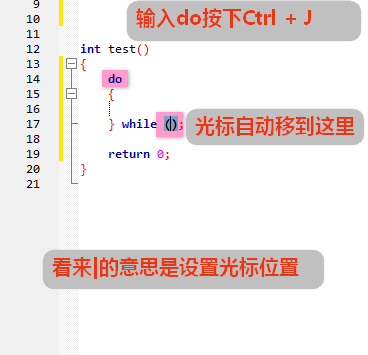 9
10 输入do按下Ctrl + J
11
12 int test()
13 {
14 do
15 {
16
17 } while (); 光标自动移到这里
18
19 return 0;
20 }
21
看来|的意思是设置光标位置